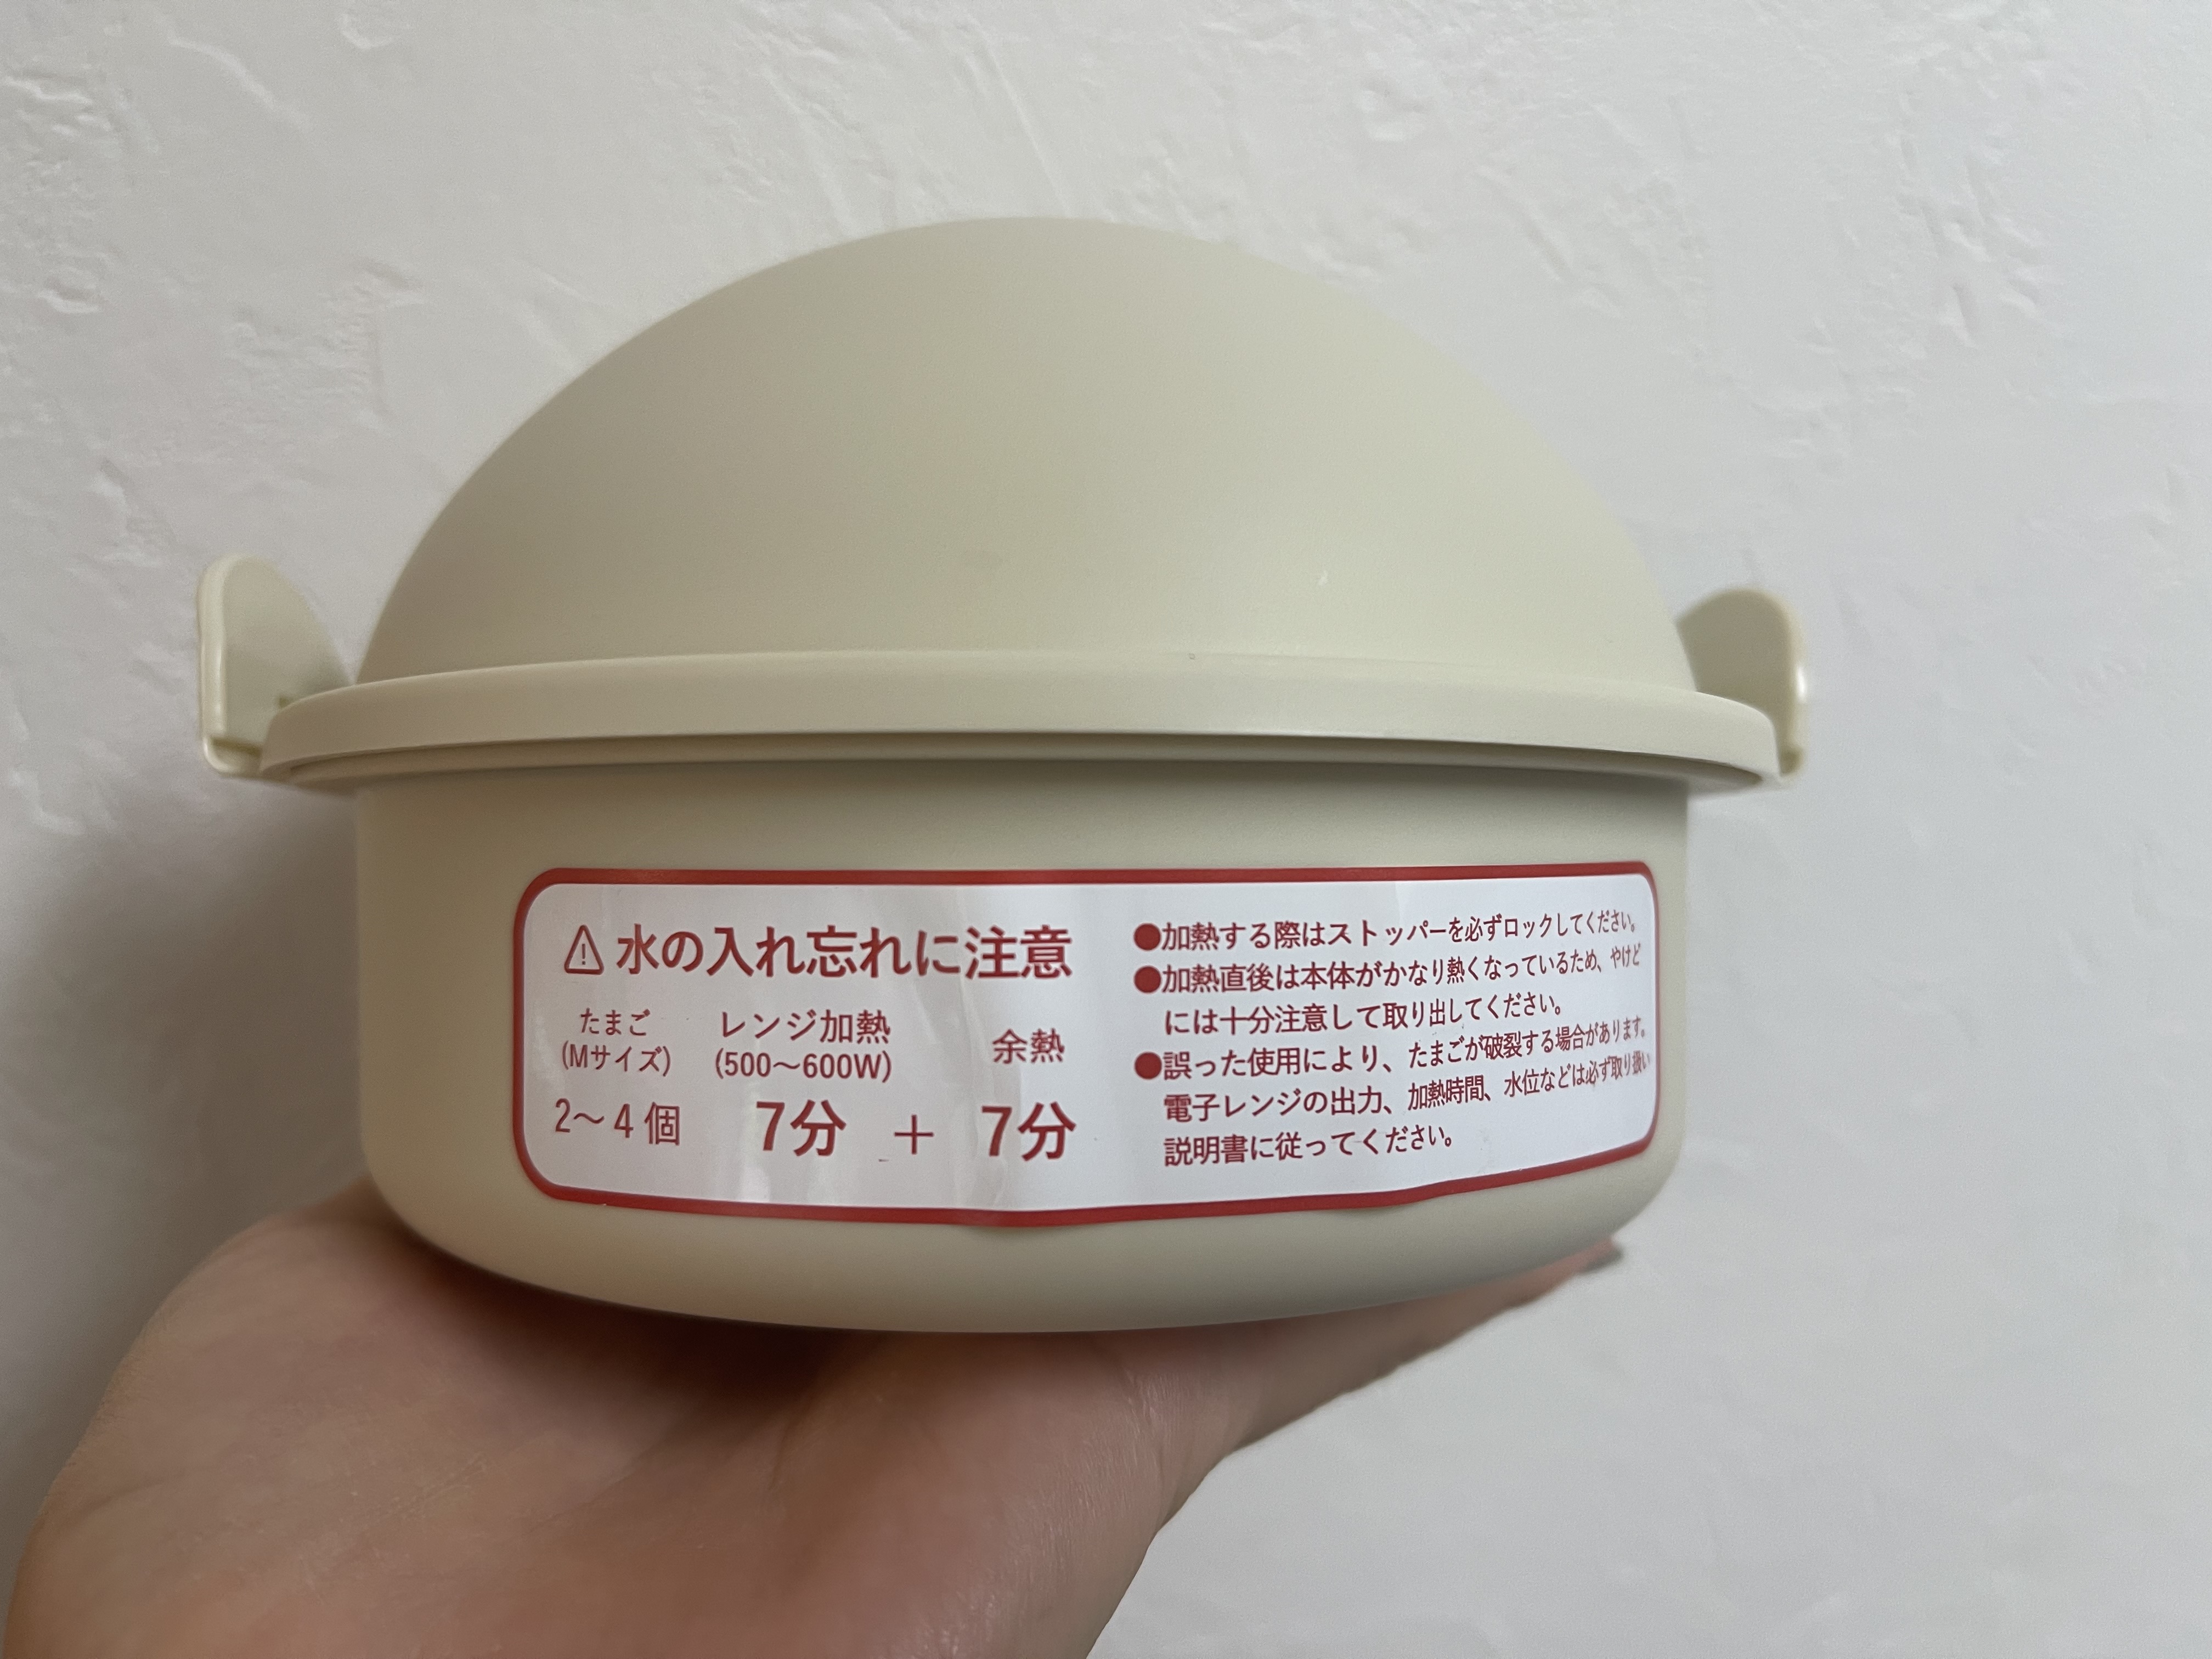 ⚠水の入れ忘れに注意
たまご レンジ加熱 余熱
(Mサイズ) (500〜600W)
2〜4個 7分 + 7分
●加熱する際はストッパーを必ずロックしてください。
●加熱直後は本体がかなり熱くなっているため、やけど
には十分注意して取り出してください。
●誤った使用により、たまごが破裂する場合があります。
電子レンジの出力、加熱時間、水位などは必ず取り扱い
説明書に従ってください。